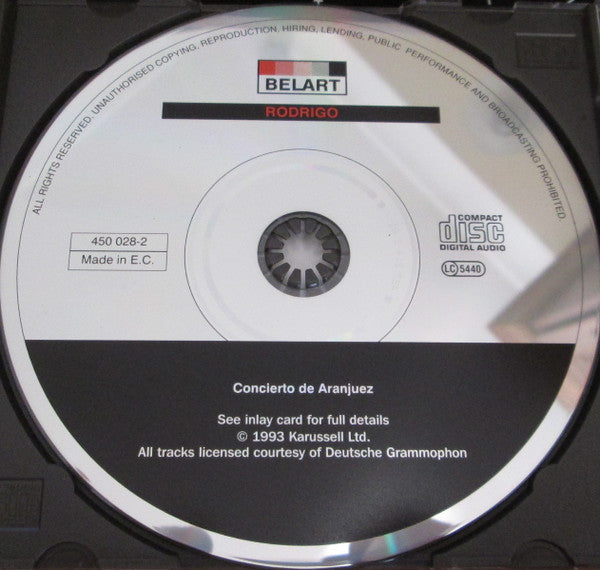 ALL RIGHTS RESERVED. UNAUTHORISED COPYING, REPRODUCTION, HIRING, LENDING, PUBLIC PERFORMANCE AND BROADCASTING PROHIBITED.
BELART
RODRIGO
450 028-2
Made in E.C.
COMPACT
disc
DIGITAL AUDIO
LC 5440
Concierto de Aranjuez
See inlay card for full details
© 1993 Karussell Ltd.
All tracks licensed courtesy of Deutsche Grammophon